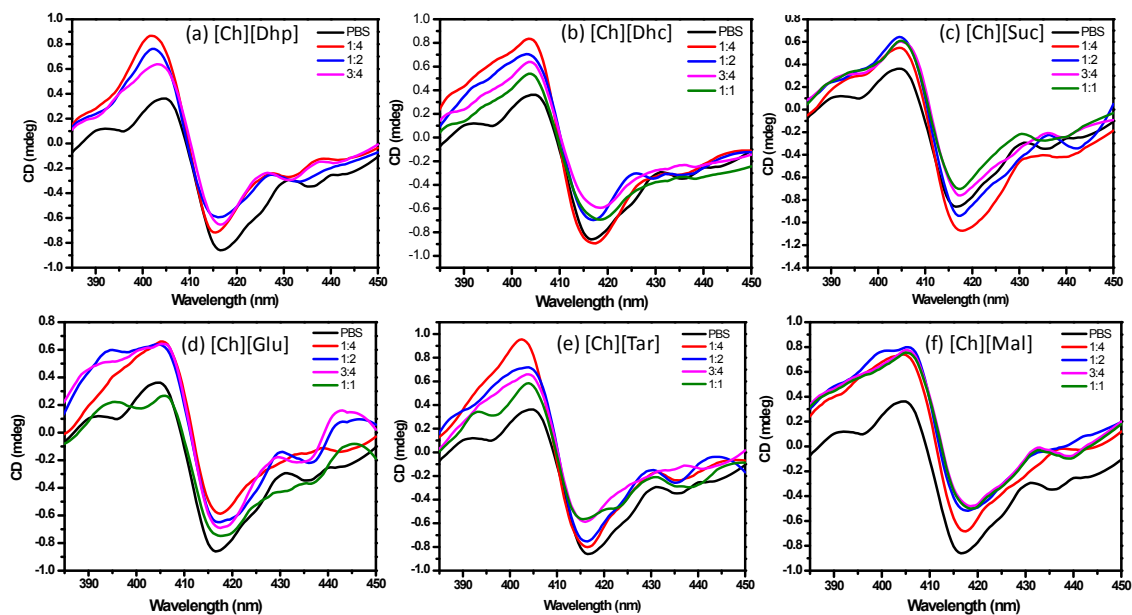 (a) [Ch][Dhp]
PBS
1:4
1:2
3:4
CD (mdeg)
1.0
0.8
0.6
0.4
0.2
0.0
-0.2
-0.4
-0.6
-0.8
-1.0
390 400 410 420 430 440 450
Wavelength (nm)
(b) [Ch][Dhc]
PBS
1:4
1:2
3:4
1:1
CD (mdeg)
1.0
0.8
0.6
0.4
0.2
0.0
-0.2
-0.4
-0.6
-0.8
-1.0
390 400 410 420 430 440 450
Wavelength (nm)
(c) [Ch][Suc]
PBS
1:4
1:2
3:4
1:1
CD (mdeg)
0.8
0.6
0.4
0.2
0.0
-0.2
-0.4
-0.6
-0.8
-1.0
-1.4
390 400 410 420 430 440 450
Wavelength (nm)
(d) [Ch][Glu]
PBS
1:4
1:2
3:4
1:1
CD (mdeg)
0.8
0.6
0.4
0.2
0.0
-0.2
-0.4
-0.6
-0.8
-1.0
390 400 410 420 430 440 450
Wavelength (nm)
(e) [Ch][Tar]
PBS
1:4
1:2
3:4
1:1
CD (mdeg)
1.0
0.8
0.6
0.4
0.2
0.0
-0.2
-0.4
-0.6
-0.8
-1.0
390 400 410 420 430 440 450
Wavelength (nm)
(f) [Ch][Mal]
PBS
1:4
1:2
3:4
1:1
CD (mdeg)
1.0
0.8
0.6
0.4
0.2
0.0
-0.2
-0.4
-0.6
-0.8
-1.0
390 400 410 420 430 440 450
Wavelength (nm)